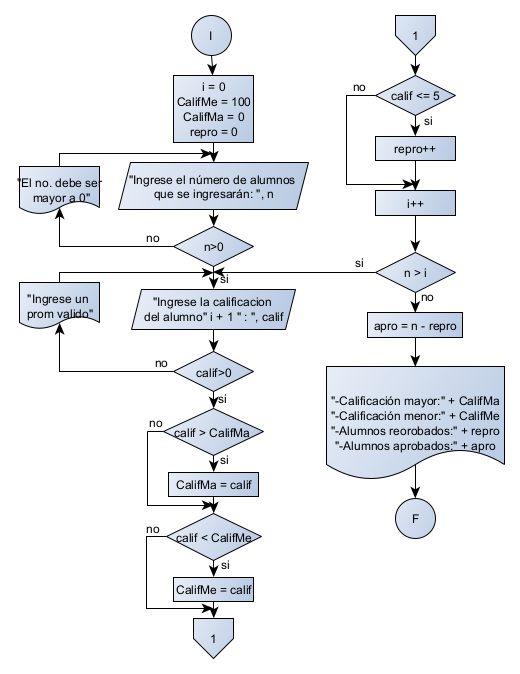 I
i = 0
CalifMe = 100
CalifMa = 0
repro = 0
"El no. debe ser
mayor a 0"
"Ingrese el número de alumnos
que se ingresarán: ", n
no
n>0
si
"Ingrese un
prom valido"
"Ingrese la calificacion
del alumno" i + 1 " : ", calif
no
calif>0
si
no
calif > CalifMa
si
CalifMa = calif
no
calif < CalifMe
si
CalifMe = calif
1
1
no
calif <= 5
si
repro++
i++
si
n > i
no
apro = n - repro
"-Calificación mayor:" + CalifMa
"-Calificación menor:" + CalifMe
"-Alumnos reorobados:" + repro
"-Alumnos aprobados:" + apro
F